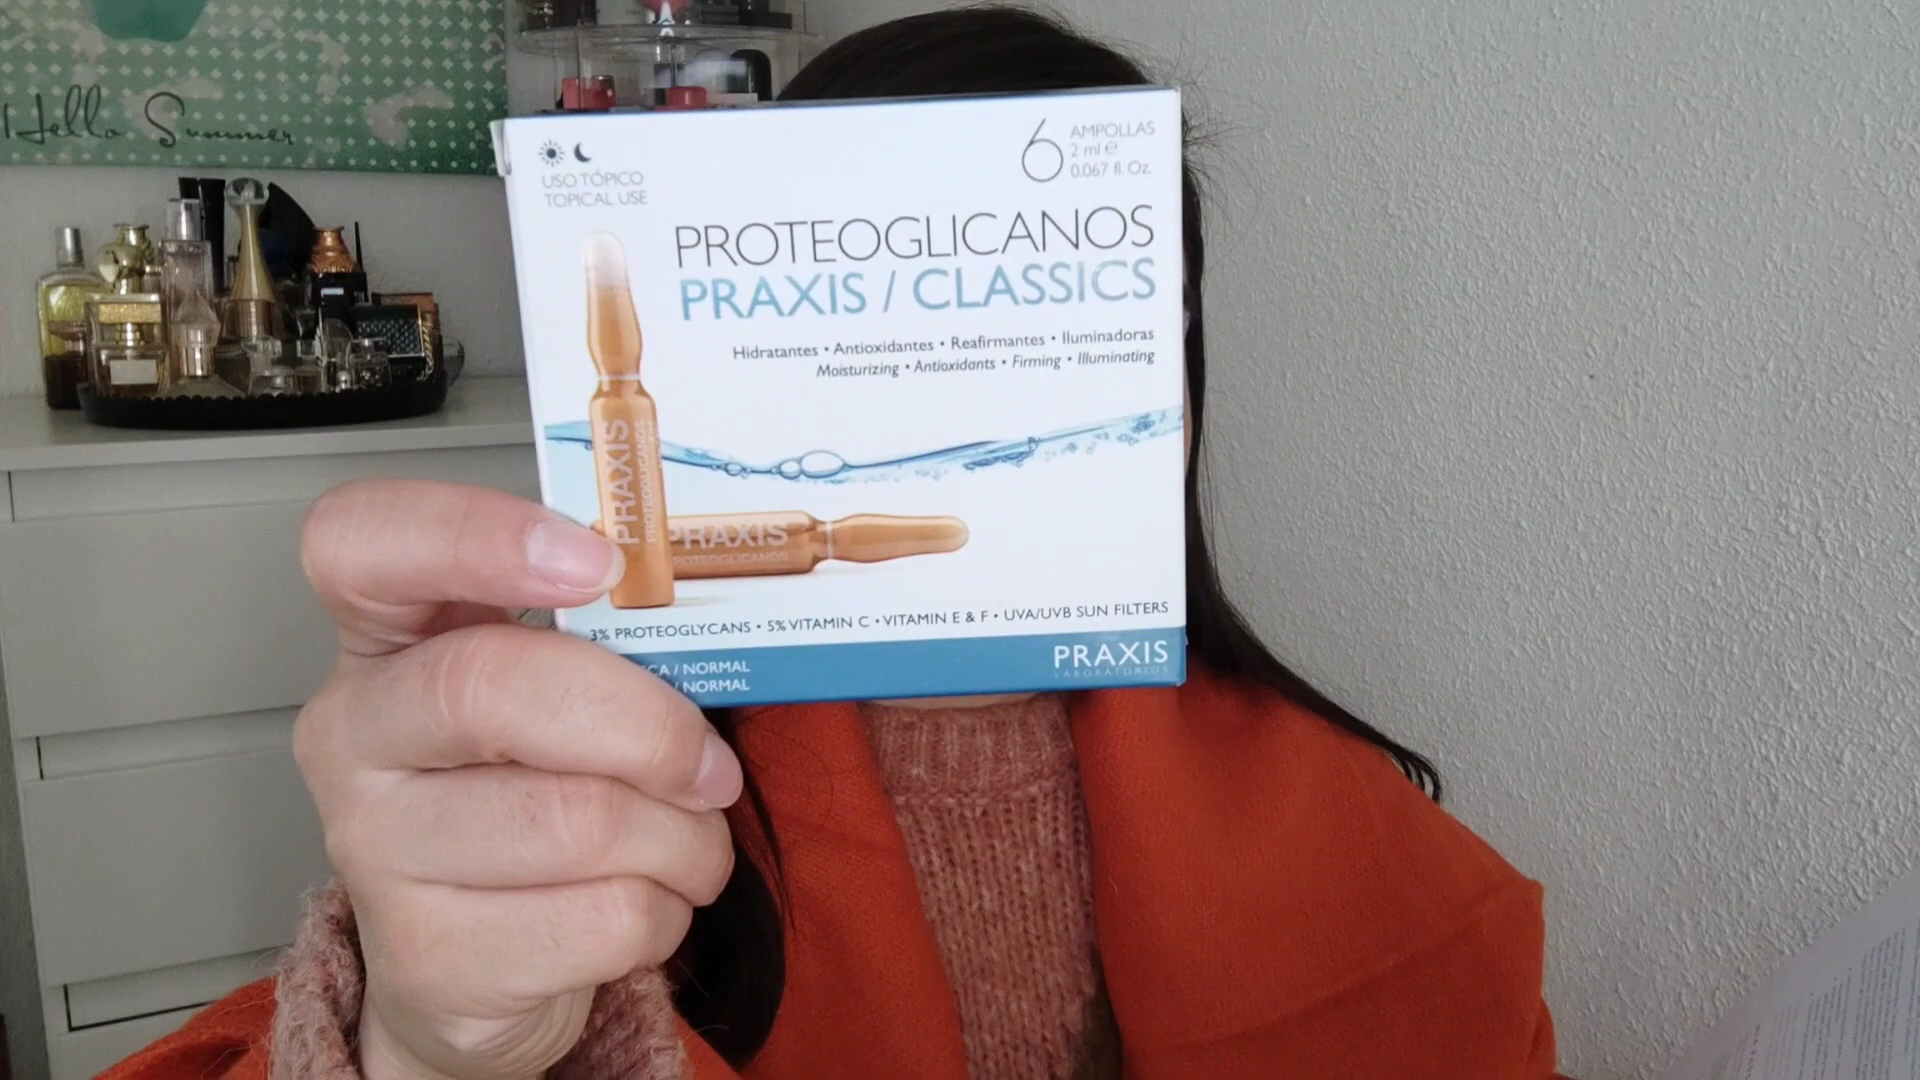 Hello Summer
USO TÓPICO
TOPICAL USE
6 AMPOLLAS
2 ml e
0.067 fl. Oz.
PROTEOGLICANOS
PRAXIS / CLASSICS
Hidratantes • Antioxidantes • Reafirmantes • Iluminadoras
Moisturizing • Antioxidants • Firming • Illuminating
PRAXIS
PROTEOGLICANOS
PRAXIS
PROTEOGLICANOS
3% PROTEOGLYCANS • 5% VITAMIN C • VITAMIN E & F • UVA/UVB SUN FILTERS
/ NORMAL
/ NORMAL
PRAXIS
LABORATORIOS